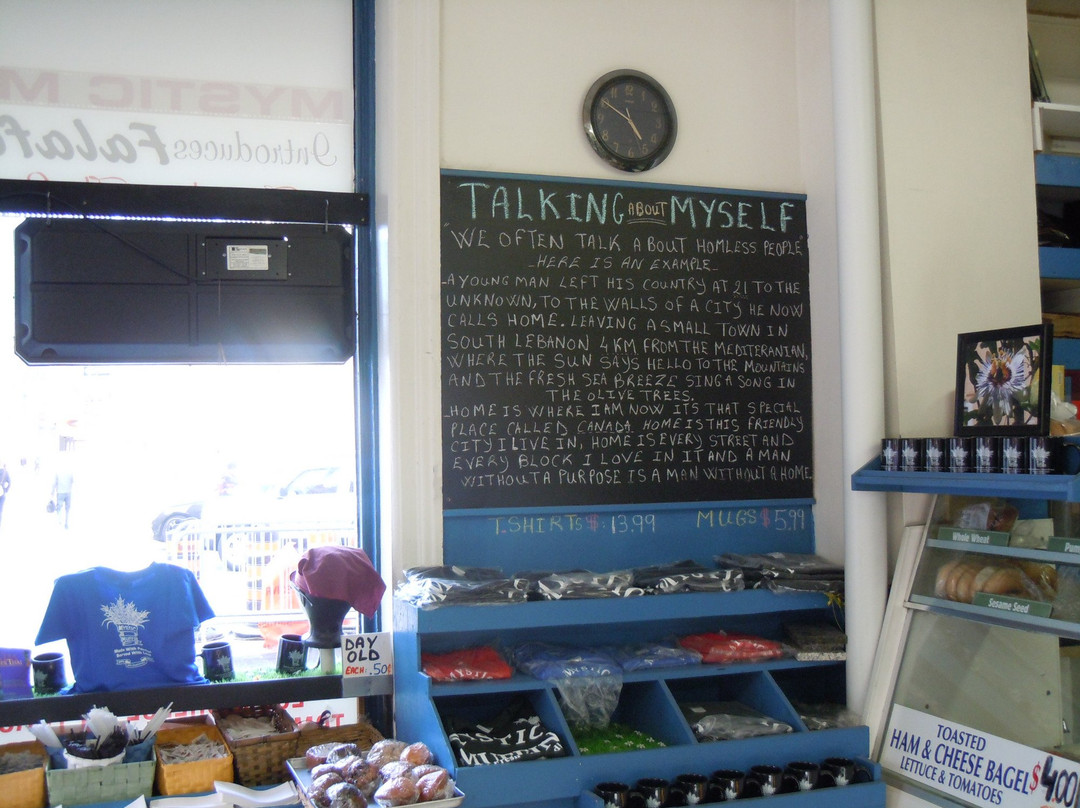 MYSTIC M
Introduces Falaf
TALKING ABOUT MYSELF
"WE OFTEN TALK ABOUT HOMLESS PEOPLE"
_HERE IS AN EXAMPLE_
_A YOUNG MAN LEFT HIS COUNTRY AT 21 TO THE
UNKNOWN, TO THE WALLS OF A CITY HE NOW
CALLS HOME. LEAVING A SMALL TOWN IN
SOUTH LEBANON 4 KM FROM THE MEDITERANIAN,
WHERE THE SUN SAYS HELLO TO THE MOUNTAINS
AND THE FRESH SEA BREEZE SING A SONG IN
THE OLIVE TREES.
_HOME IS WHERE I AM NOW ITS THAT SPECIAL
PLACE CALLED CANADA. HOME IS THIS FRIENDLY
CITY I LIVE IN, HOME IS EVERY STREET AND
EVERY BLOCK I LOVE IN IT AND A MAN
WITHOUT A PURPOSE IS A MAN WITHOUT A HOME
T.SHIRTS $: 13.99 MUGS $ 5.99
DAY
OLD
EACH: .50¢
Whole Wheat
Sesame Seed
TOASTED
HAM & CHEESE BAGEL $4.00
LETTUCE & TOMATOES